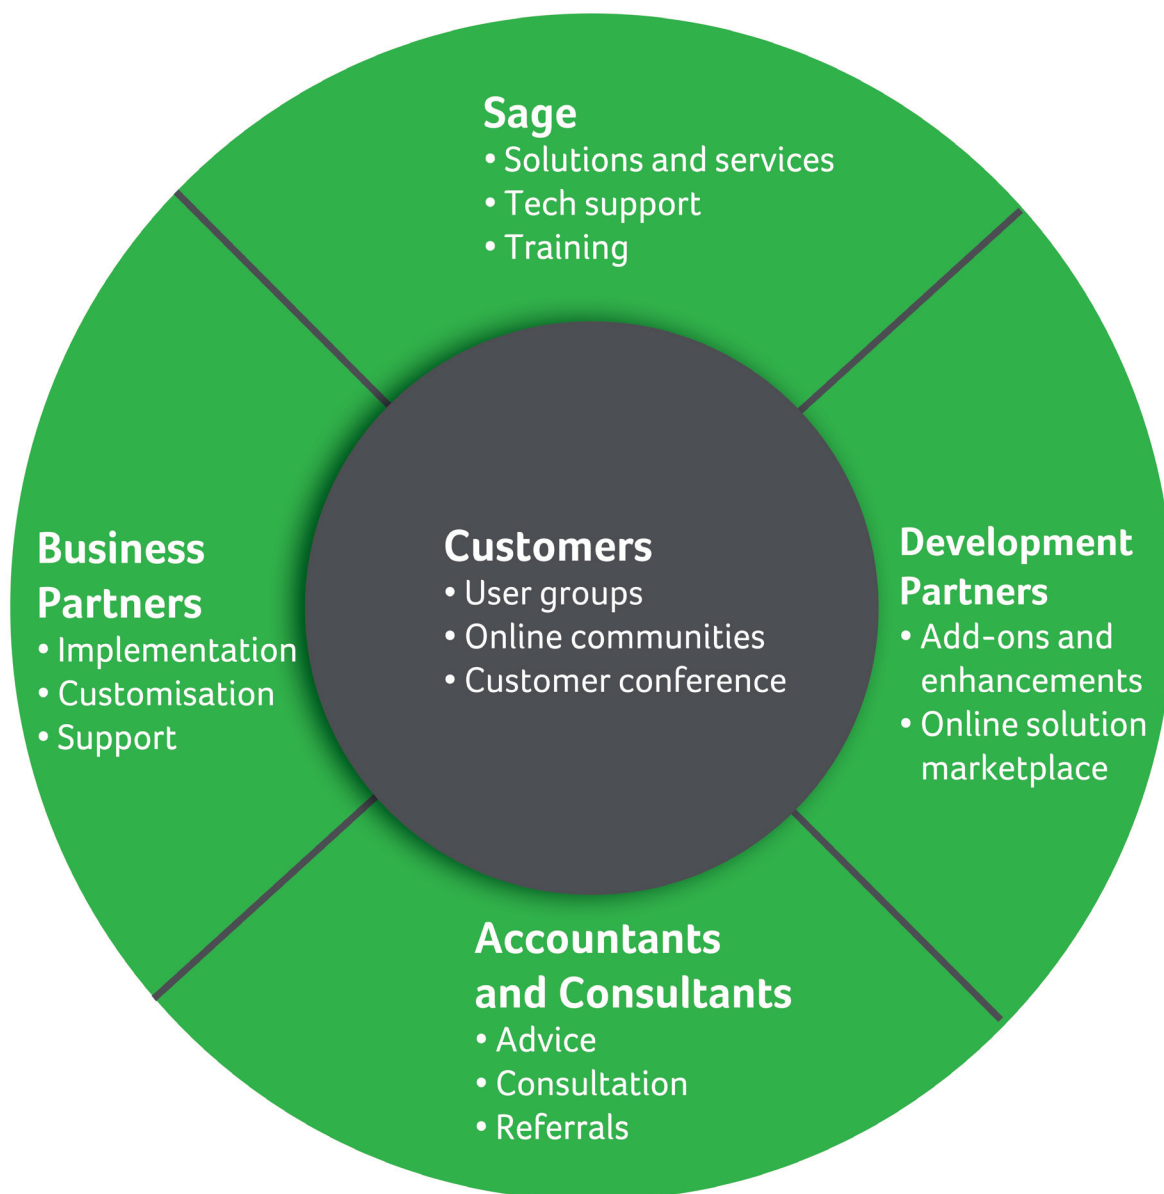 Sage
• Solutions and services
• Tech support
• Training
Business
Partners
• Implementation
• Customisation
• Support
Customers
• User groups
• Online communities
• Customer conference
Development
Partners
• Add-ons and
enhancements
• Online solution
marketplace
Accountants
and Consultants
• Advice
• Consultation
• Referrals